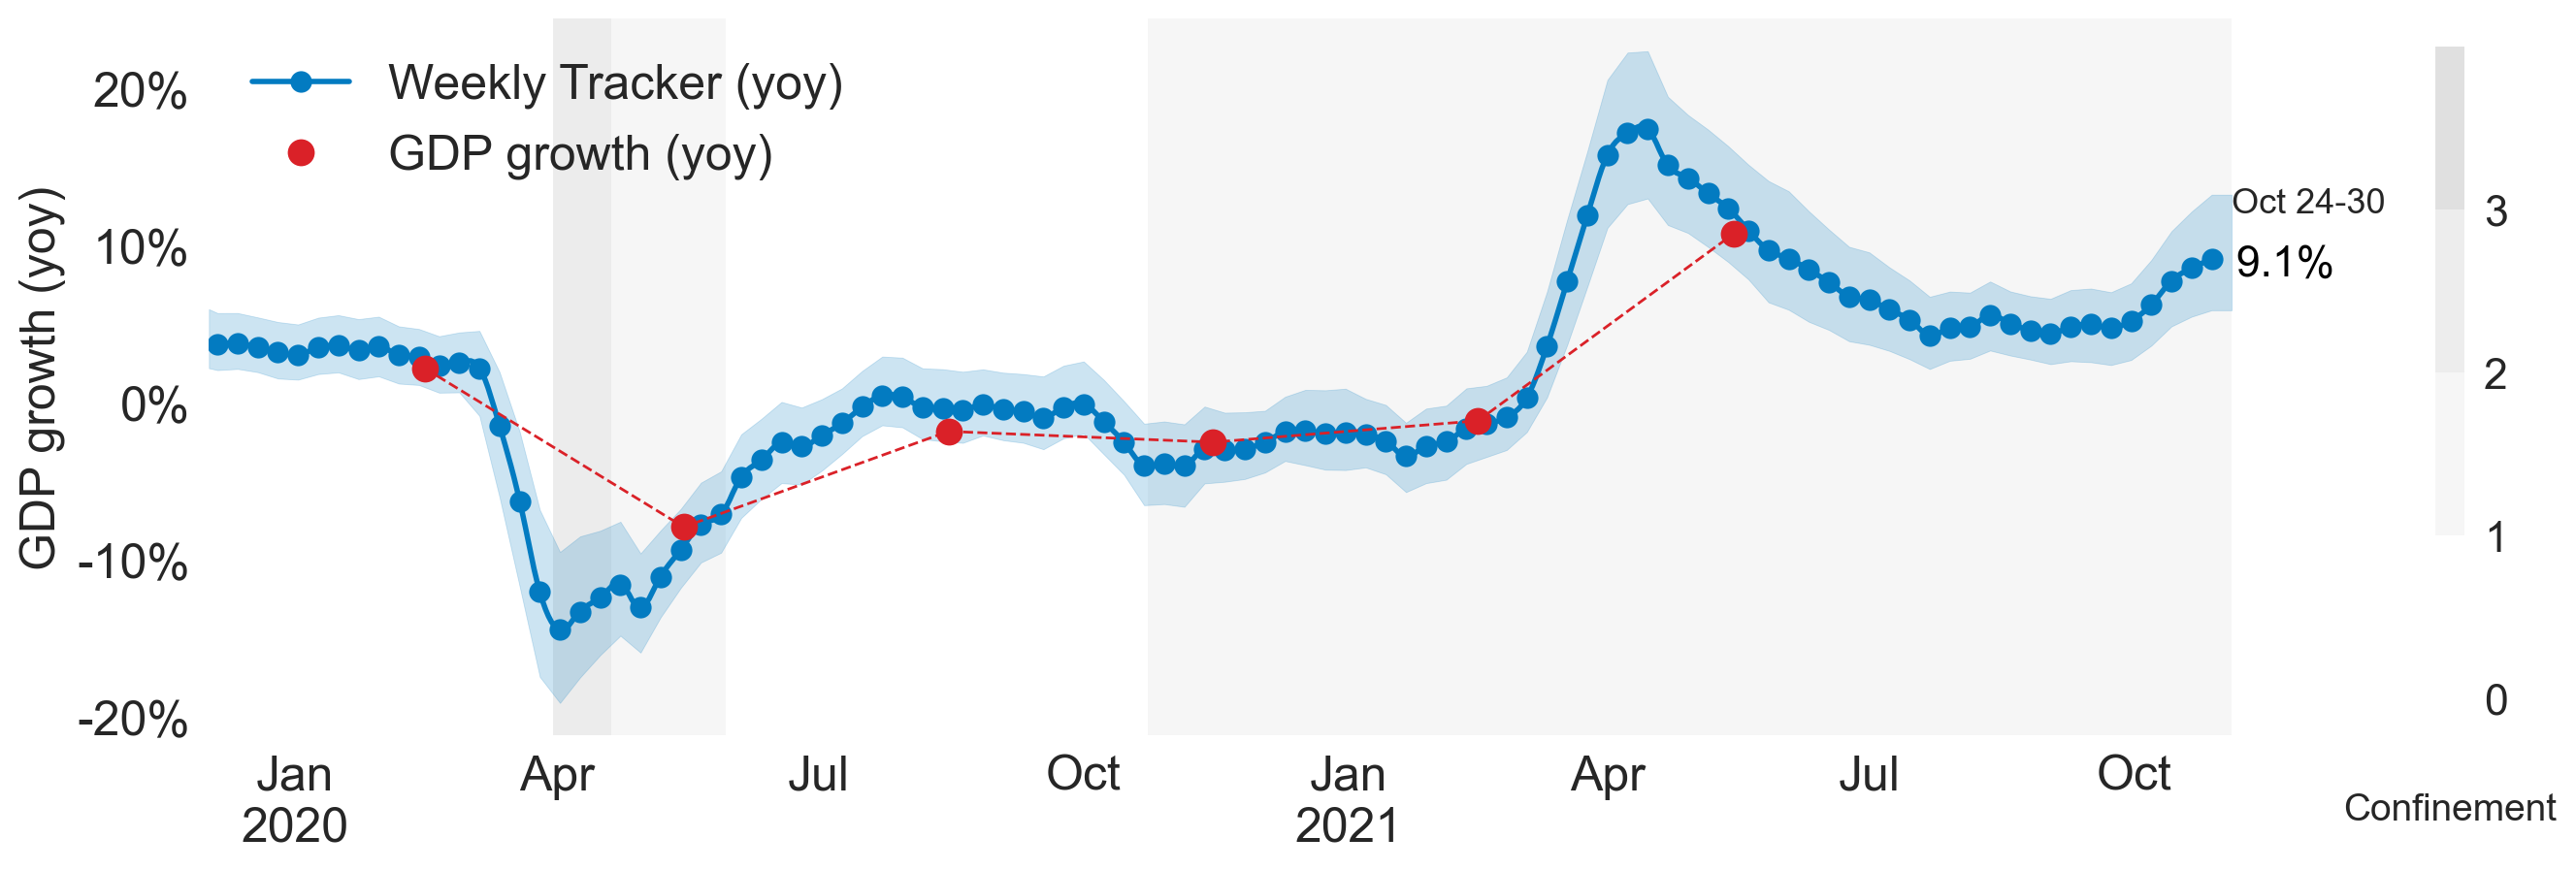 Weekly Tracker (yoy)
GDP growth (yoy)
GDP growth (yoy)
20%
10%
0%
-10%
-20%
Jan
2020
Apr
Jul
Oct
Jan
2021
Apr
Jul
Oct
Oct 24-30
9.1%
3
2
1
0
Confinement